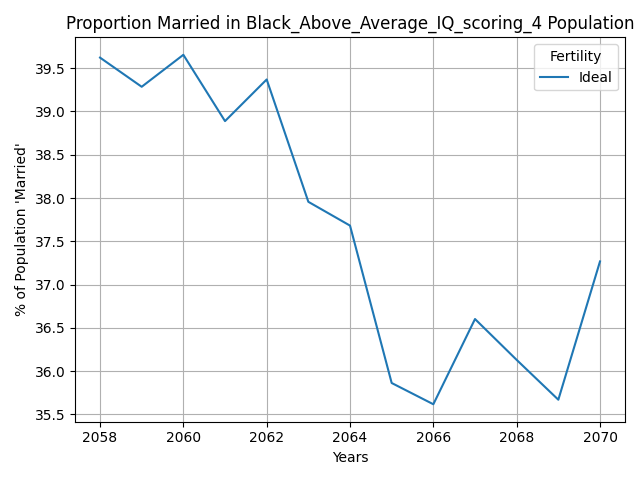 Proportion Married in Black_Above_Average_IQ_scoring_4 Population
Fertility
Ideal
% of Population 'Married'
39.5
39.0
38.5
38.0
37.5
37.0
36.5
36.0
35.5
2058 2060 2062 2064 2066 2068 2070
Years